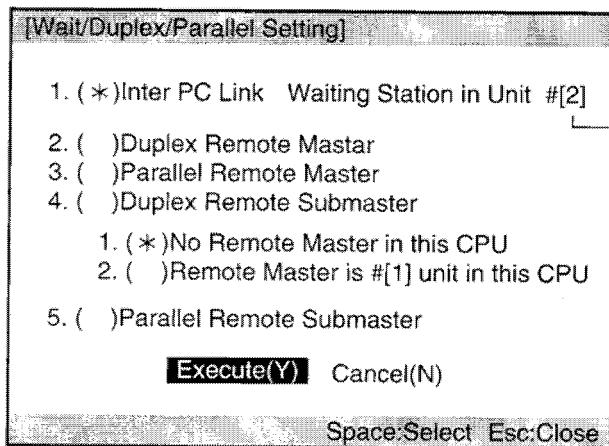 [Wait/Duplex/Parallel Setting]
1. (*)Inter PC Link Waiting Station in Unit #[2]
2. ( )Duplex Remote Mastar
3. ( )Parallel Remote Master
4. ( )Duplex Remote Submaster
1. (*)No Remote Master in this CPU
2. ( )Remote Master is #[1] unit in this CPU
5. ( )Parallel Remote Submaster
Execute(Y) Cancel(N)
Space:Select Esc:Close